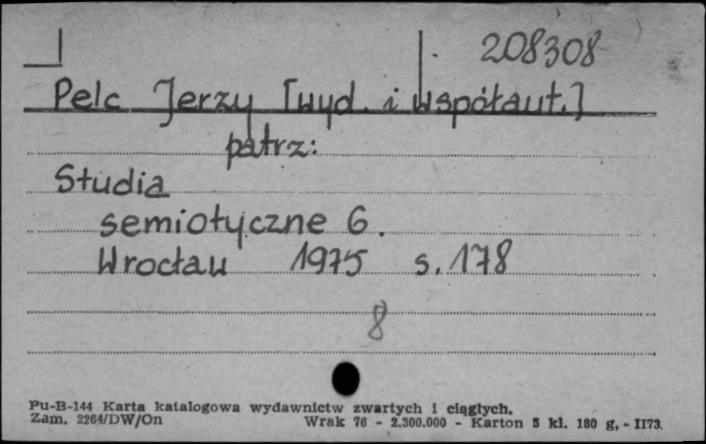 208308
Pelc Jerzy [wyd. i współaut.]
patrz:
Studia
semiotyczne 6.
Wrocław 1975 s. 178
8
Pu-B-144 Karta katalogowa wydawnictw zwartych i ciągłych.
Zam. 2264/DW/On Wrak 76 - 2.300.000 - Karton 5 kl. 180 g, - II73.